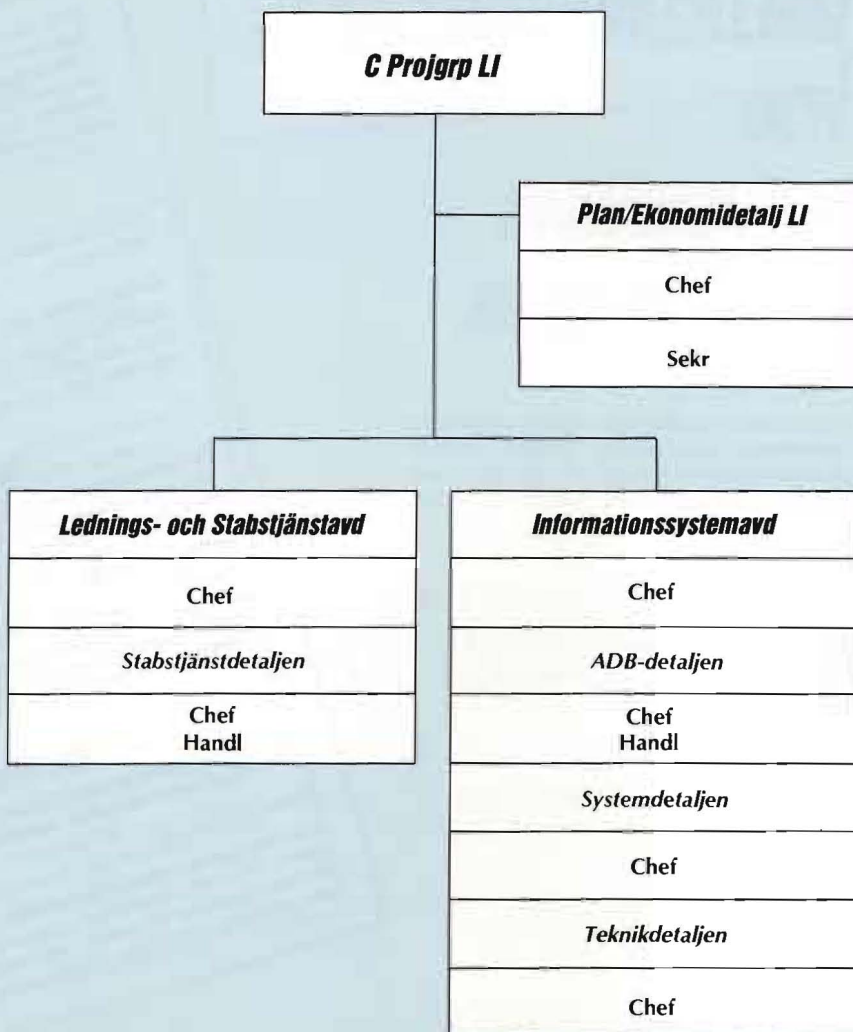 C Projgrp LI
Plan/Ekonomidetalj LI
Chef
Sekr
Lednings- och Stabstjänstavd
Chef
Stabstjänstdetaljen
Chef
Handl
Informationssystemavd
Chef
ADB-detaljen
Chef
Handl
Systemdetaljen
Chef
Teknikdetaljen
Chef